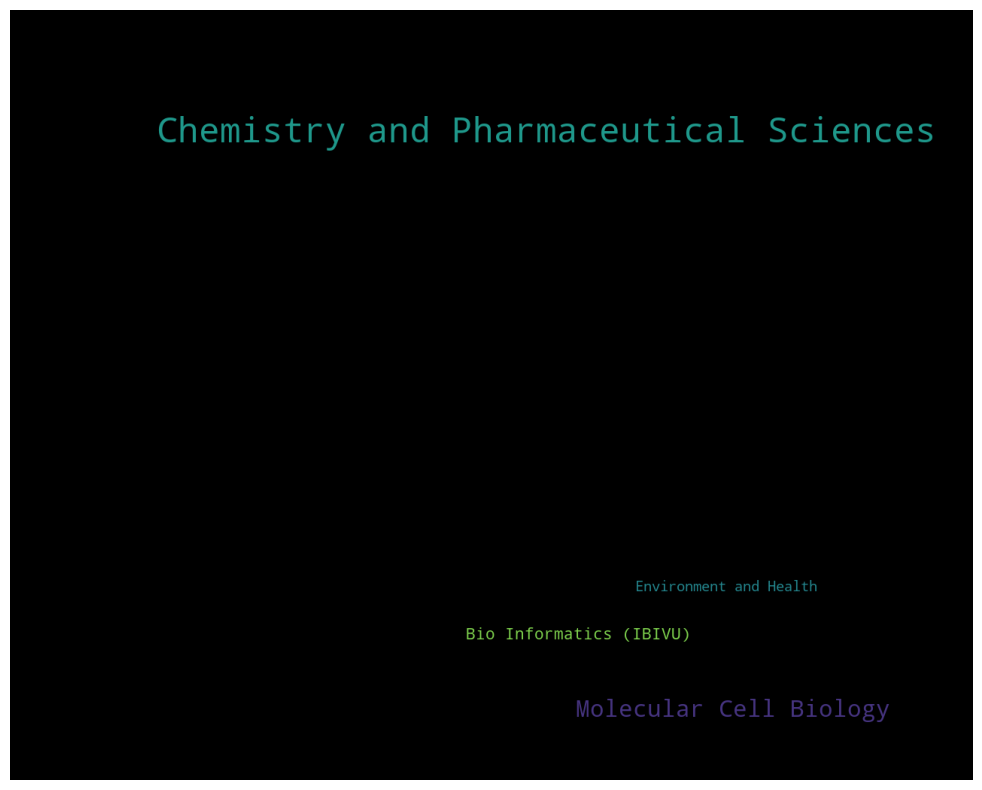 Chemistry and Pharmaceutical Sciences
Environment and Health
Bio Informatics (IBIVU)
Molecular Cell Biology